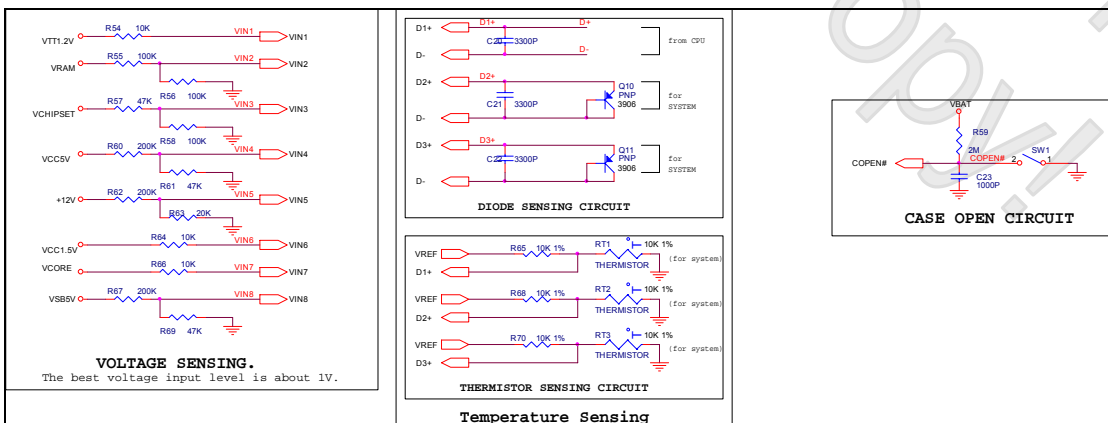 R54 10K
VTT1.2V VIN1 VIN1
R55 100K
VRAM VIN2 VIN2
R56 100K
R57 47K
VCHIPSET VIN3 VIN3
R58 100K
R60 200K
VCC5V VIN4 VIN4
R61 47K
R62 200K
+12V VIN5 VIN5
R63 20K
R64 10K
VCC1.5V VIN6 VIN6
VCORE R66 10K VIN7 VIN7
R67 200K
VSB5V VIN8 VIN8
R69 47K
VOLTAGE SENSING.
The best voltage input level is about 1V.
D1+ D1+ D+
C20 3300P
from CPU
D- D-
D2+ D2+
Q10
PNP
3906
C21 3300P
for
SYSTEM
D-
D3+ D3+
Q11
PNP
3906
C22 3300P
for
SYSTEM
D-
DIODE SENSING CIRCUIT
VREF R65 10K 1% RT1 10K 1%
D1+ THERMISTOR (for system)
VREF R68 10K 1% RT2 10K 1%
D2+ THERMISTOR (for system)
VREF R70 10K 1% RT3 10K 1%
D3+ THERMISTOR (for system)
THERMISTOR SENSING CIRCUIT
Temperature Sensing
VBAT
R59
2M
COPEN# COPEN# 2 SW1 1
C23
1000P
CASE OPEN CIRCUIT
opy!